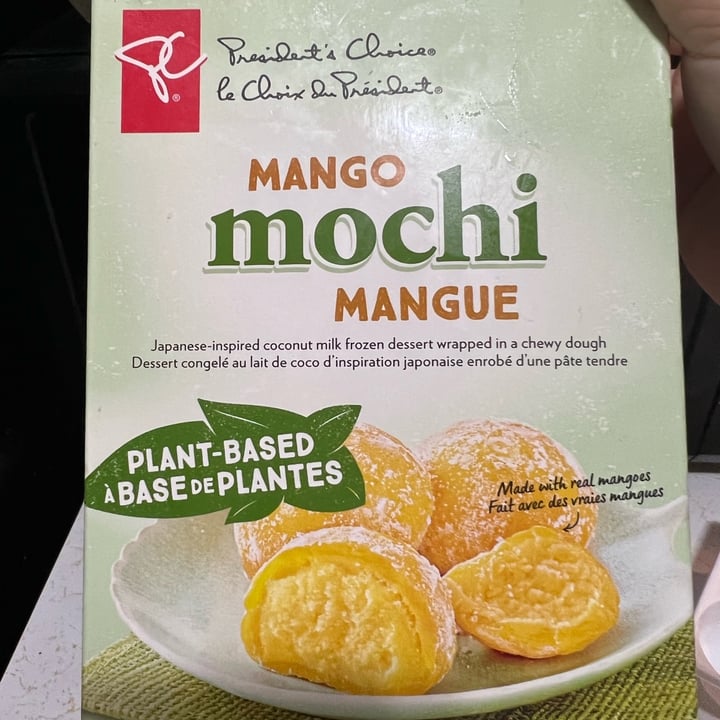 PC®
President's Choice®
le Choix du Président®
MANGO
mochi
MANGUE
Japanese-inspired coconut milk frozen dessert wrapped in a chewy dough
Dessert congelé au lait de coco d'inspiration japonaise enrobé d'une pâte tendre
PLANT-BASED
À BASE DE PLANTES
Made with real mangoes
Fait avec des vraies mangues